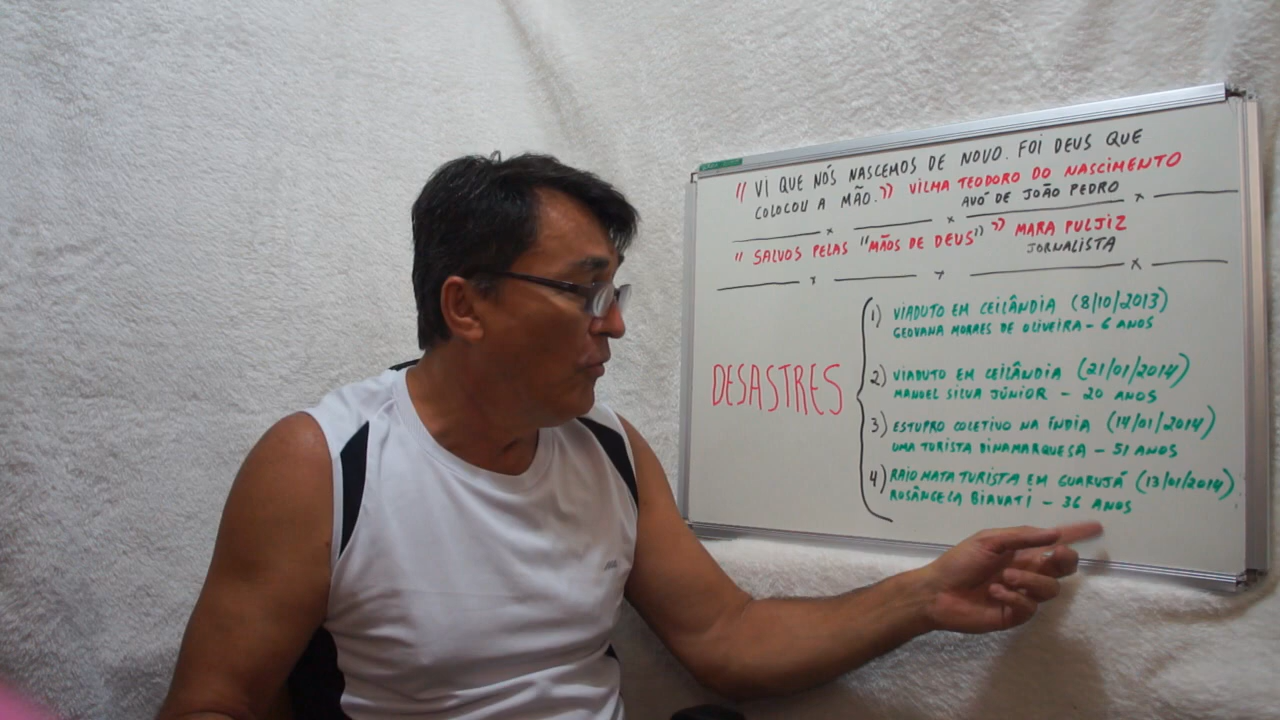 " VI QUE NÓS NASCEMOS DE NOVO. FOI DEUS QUE
COLOCOU A MÃO." VILMA TEODORO DO NASCIMENTO
AVÓ DE JOÃO PEDRO
" SALVOS PELAS "MÃOS DE DEUS" " MARA PULJIZ
JORNALISTA
DESASTRES
1) VIADUTO EM CEILÂNDIA (8/10/2013)
GEOVANA MORAES DE OLIVEIRA - 6 ANOS
2) VIADUTO EM CEILÂNDIA (21/01/2014)
MANOEL SILVA JÚNIOR - 20 ANOS
3) ESTUPRO COLETIVO NA ÍNDIA (14/01/2014)
UMA TURISTA DINAMARQUESA - 51 ANOS
4) RAIO MATA TURISTA EM GUARUJÁ (13/01/2014)
ROSÂNGELA BIAVATI - 36 ANOS